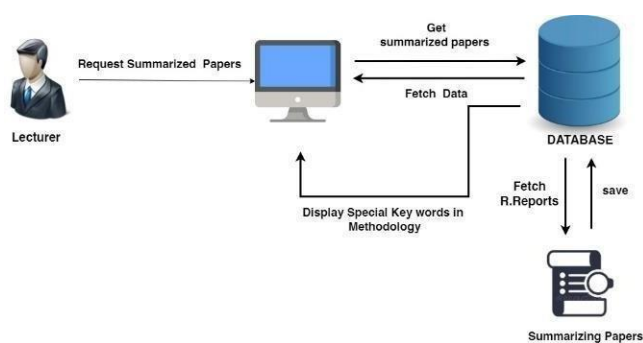 Get
summarized papers
Request Summarized Papers
Fetch Data
Lecturer
DATABASE
Fetch
R.Reports
save
Display Special Key words in
Methodology
Summarizing Papers